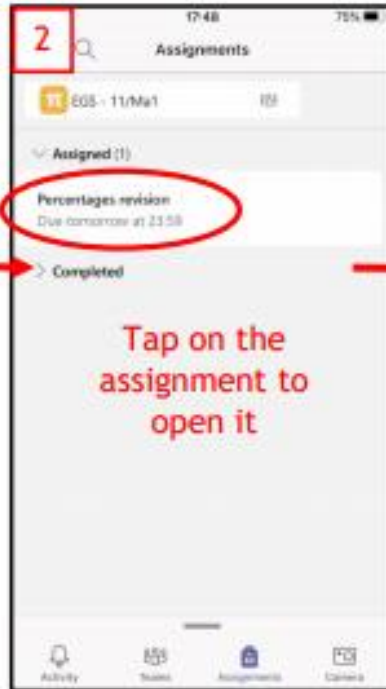 2
17:48
75%
Assignments
EGS - 11/Ma1
Assigned (1)
Percentages revision
Due tomorrow at 23:59
Completed
Tap on the
assignment to
open it
Activity
Teams
Assignments
Camera